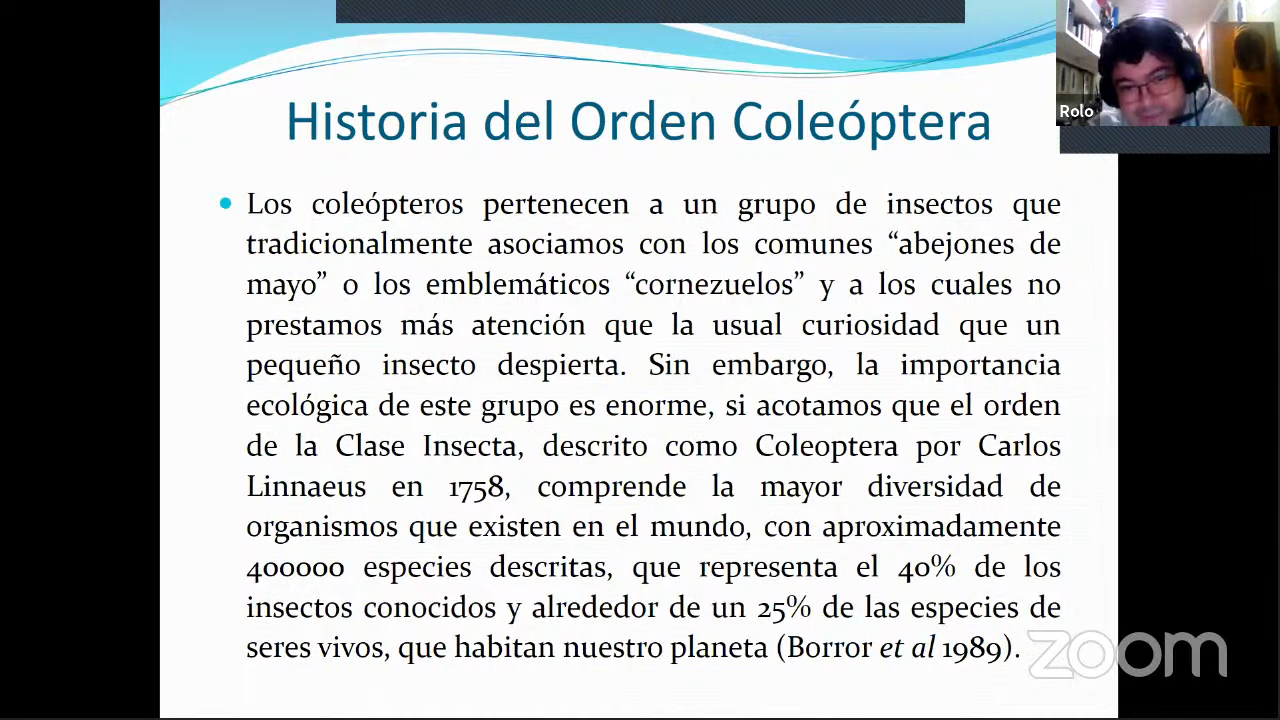 Historia del Orden Coleóptera
Rolo
• Los coleópteros pertenecen a un grupo de insectos que
tradicionalmente asociamos con los comunes “abejones de
mayo” o los emblemáticos “cornezuelos” y a los cuales no
prestamos más atención que la usual curiosidad que un
pequeño insecto despierta. Sin embargo, la importancia
ecológica de este grupo es enorme, si acotamos que el orden
de la Clase Insecta, descrito como Coleoptera por Carlos
Linnaeus en 1758, comprende la mayor diversidad de
organismos que existen en el mundo, con aproximadamente
400000 especies descritas, que representa el 40% de los
insectos conocidos y alrededor de un 25% de las especies de
seres vivos, que habitan nuestro planeta (Borror et al 1989).
zoom